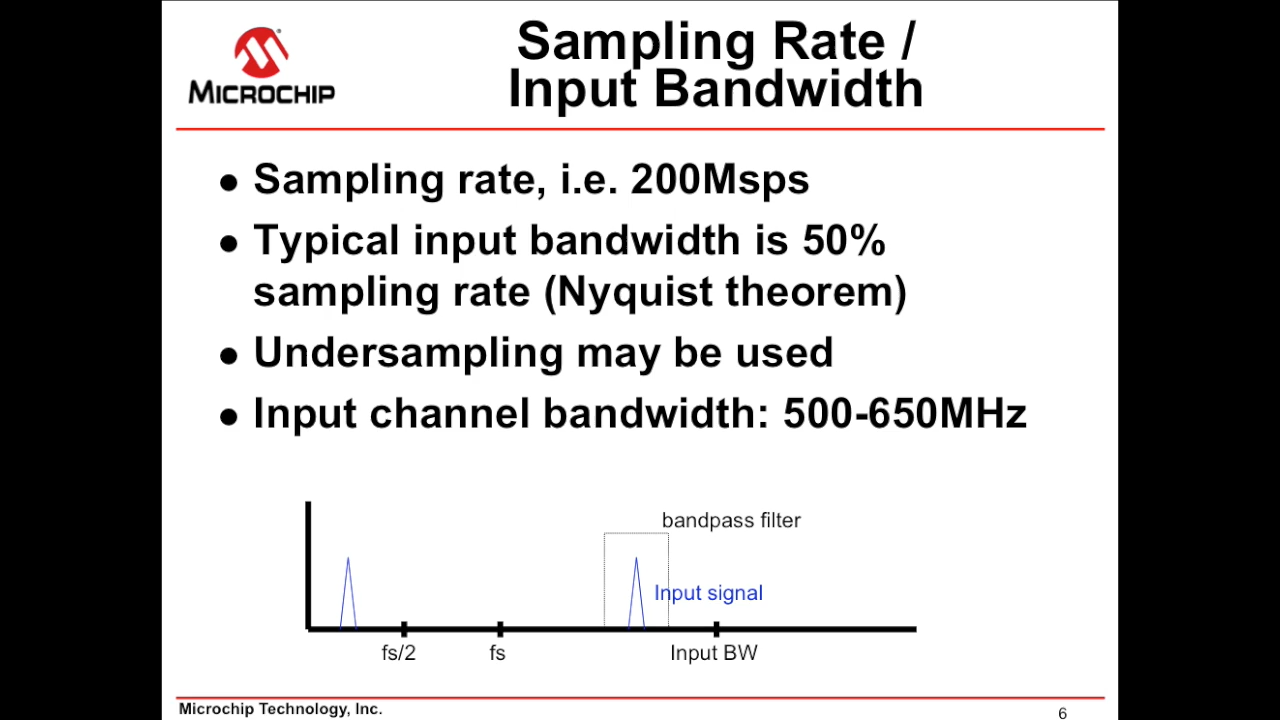 MICROCHIP
Sampling Rate /
Input Bandwidth
● Sampling rate, i.e. 200Msps
● Typical input bandwidth is 50%
sampling rate (Nyquist theorem)
● Undersampling may be used
● Input channel bandwidth: 500-650MHz
bandpass filter
Input signal
fs/2 fs Input BW
Microchip Technology, Inc. 6